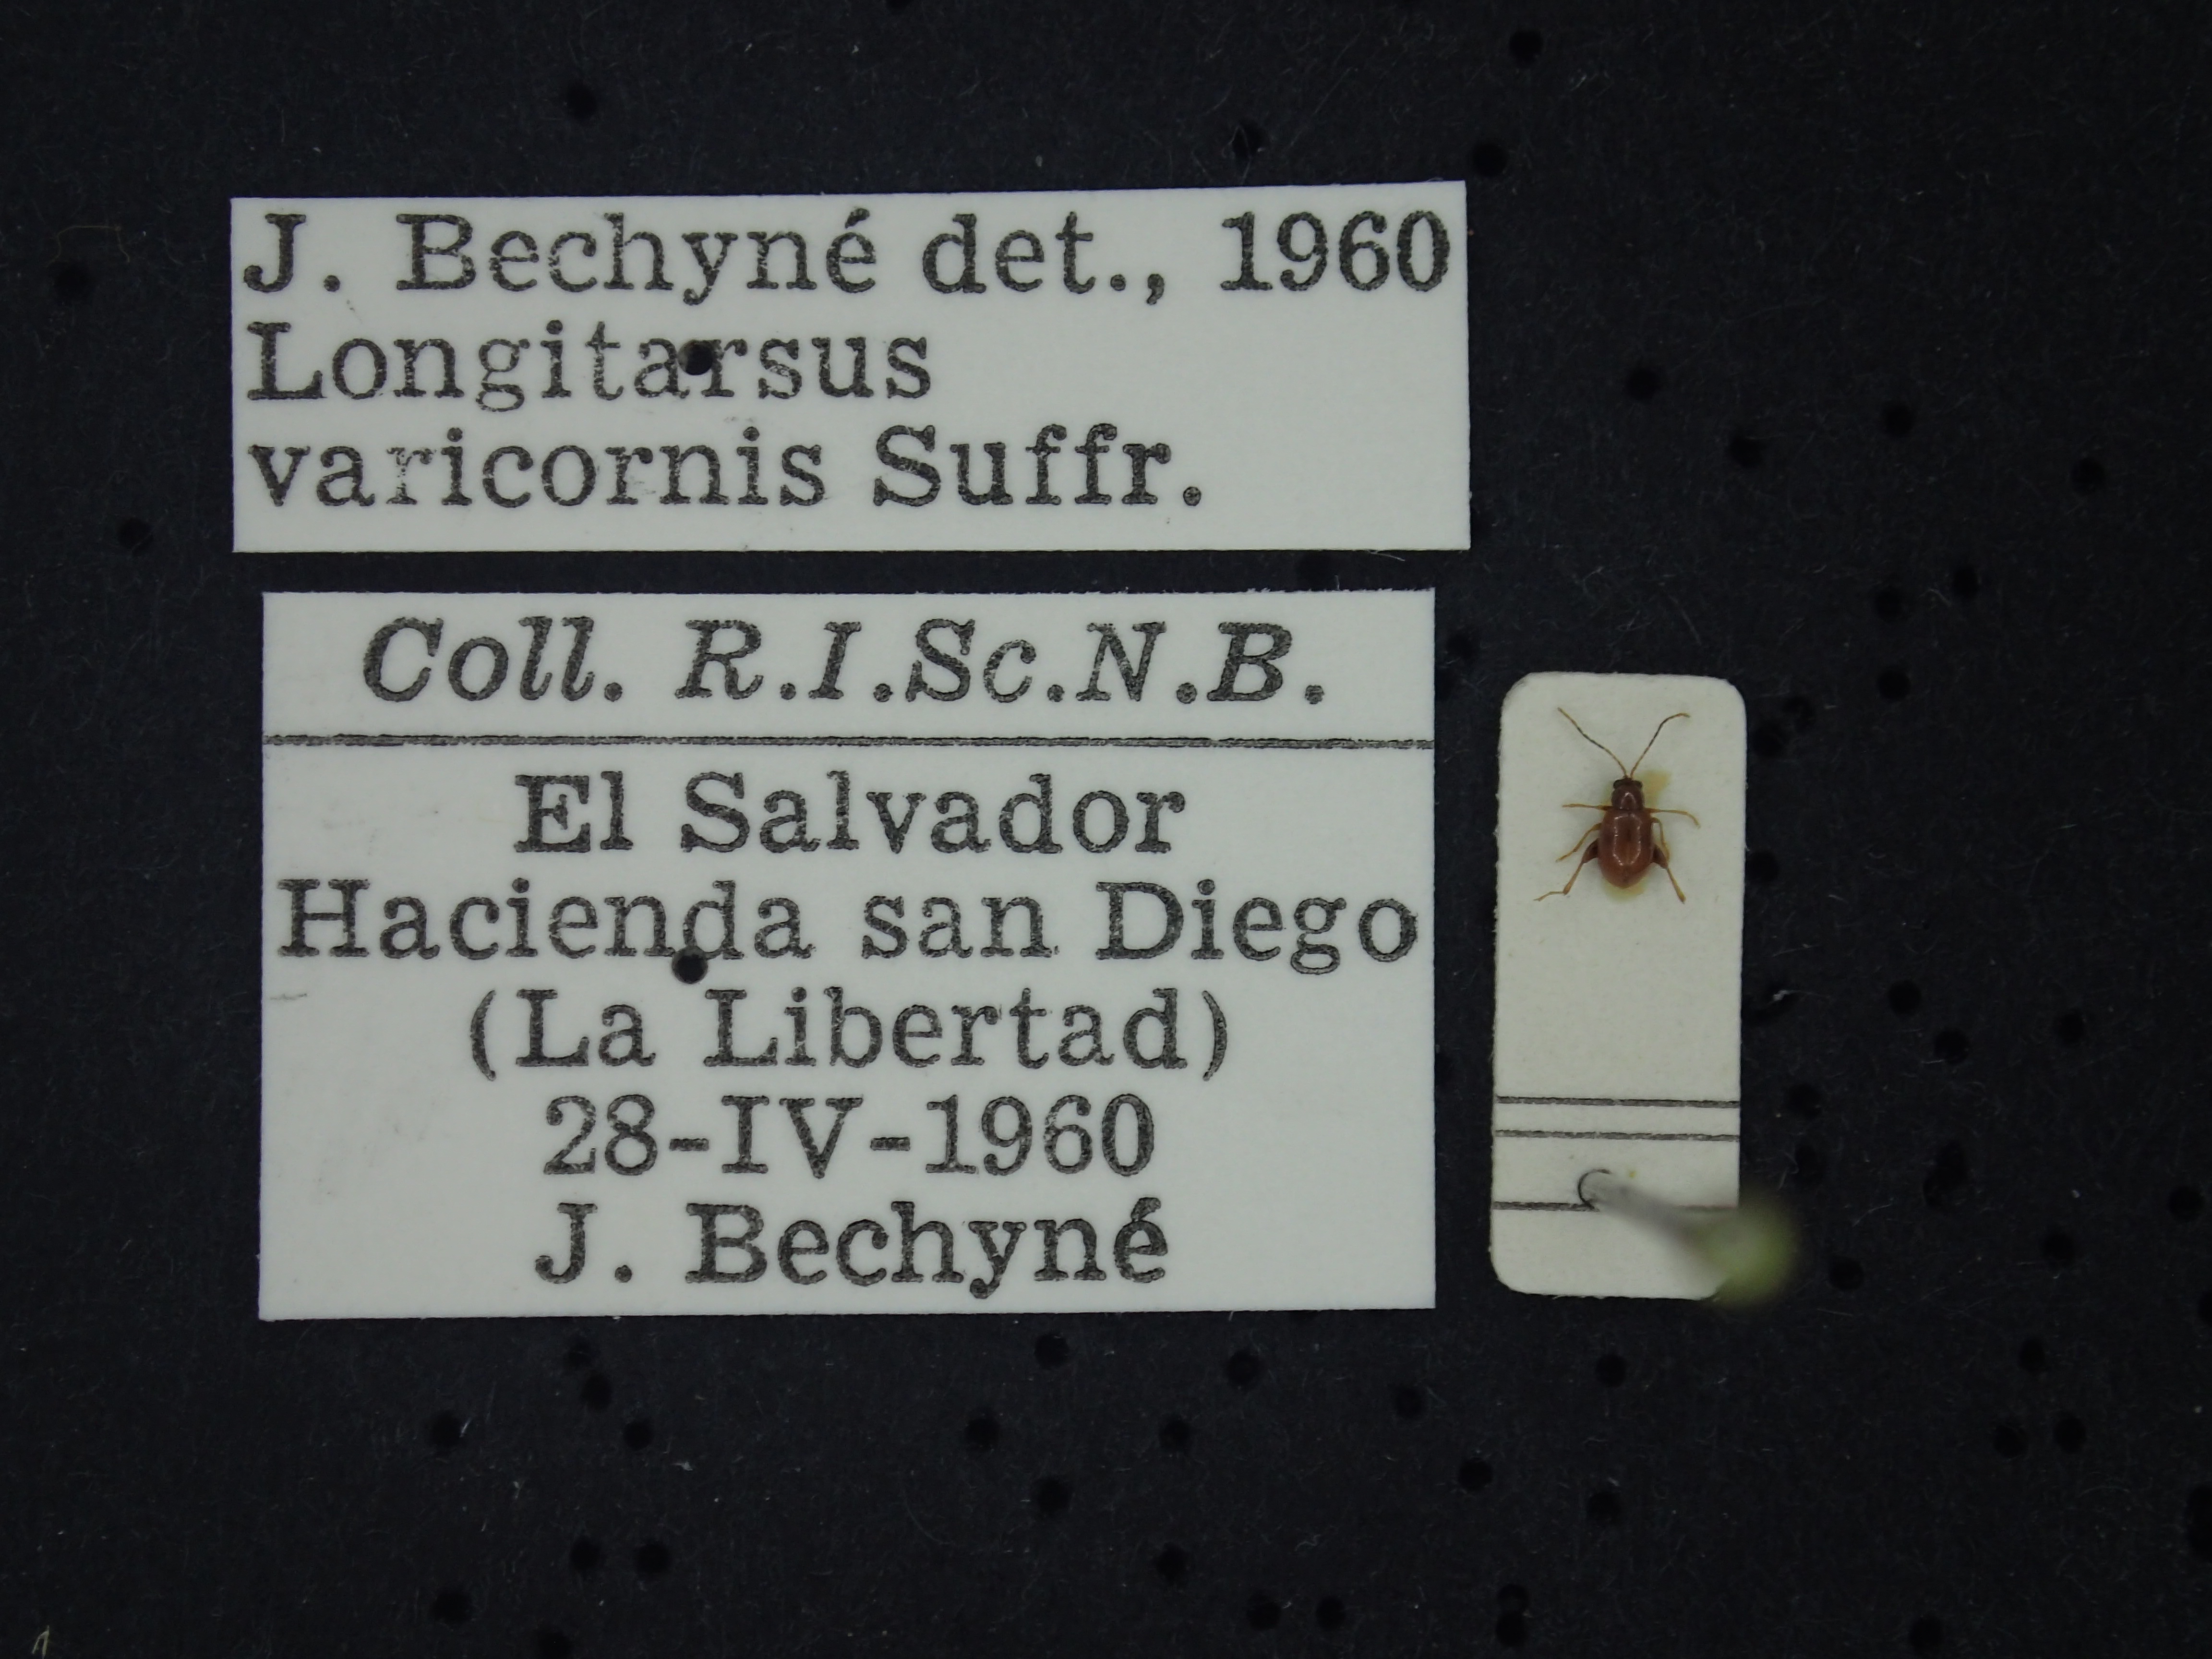 J. Bechyné det., 1960
Longitarsus
varicornis Suffr.
Coll. R.I.Sc.N.B.
El Salvador
Hacienda san Diego
(La Libertad)
28-IV-1960
J. Bechyné